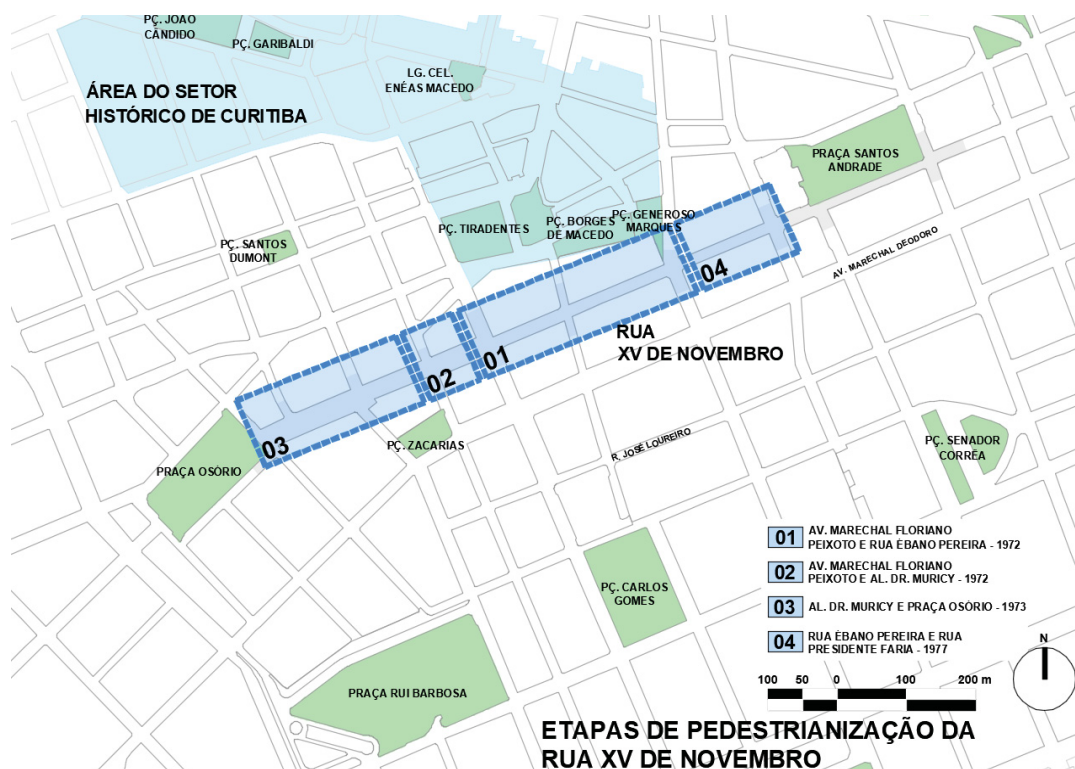 PÇ. JOÃO
CÂNDIDO
PÇ. GARIBALDI
LG. CEL.
ENÉAS MACEDO
ÁREA DO SETOR
HISTÓRICO DE CURITIBA
PRAÇA SANTOS
ANDRADE
PÇ. TIRADENTES
PÇ. BORGES
DE MACEDO
PÇ. GENEROSO
MARQUES
PÇ. SANTOS
DUMONT
AV. MARECHAL DEODORO
04
RUA
XV DE NOVEMBRO
01
02
03
PÇ. ZACARIAS
PRAÇA OSÓRIO
R. JOSÉ LOUREIRO
PÇ. SENADOR
CORRÊA
PÇ. CARLOS
GOMES
PRAÇA RUI BARBOSA
01 AV. MARECHAL FLORIANO
PEIXOTO E RUA ÉBANO PEREIRA - 1972
02 AV. MARECHAL FLORIANO
PEIXOTO E AL. DR. MURICY - 1972
03 AL. DR. MURICY E PRAÇA OSÓRIO - 1973
04 RUA ÉBANO PEREIRA E RUA
PRESIDENTE FARIA - 1977
N
100 50 0 100 200 m
ETAPAS DE PEDESTRIANIZAÇÃO DA
RUA XV DE NOVEMBRO